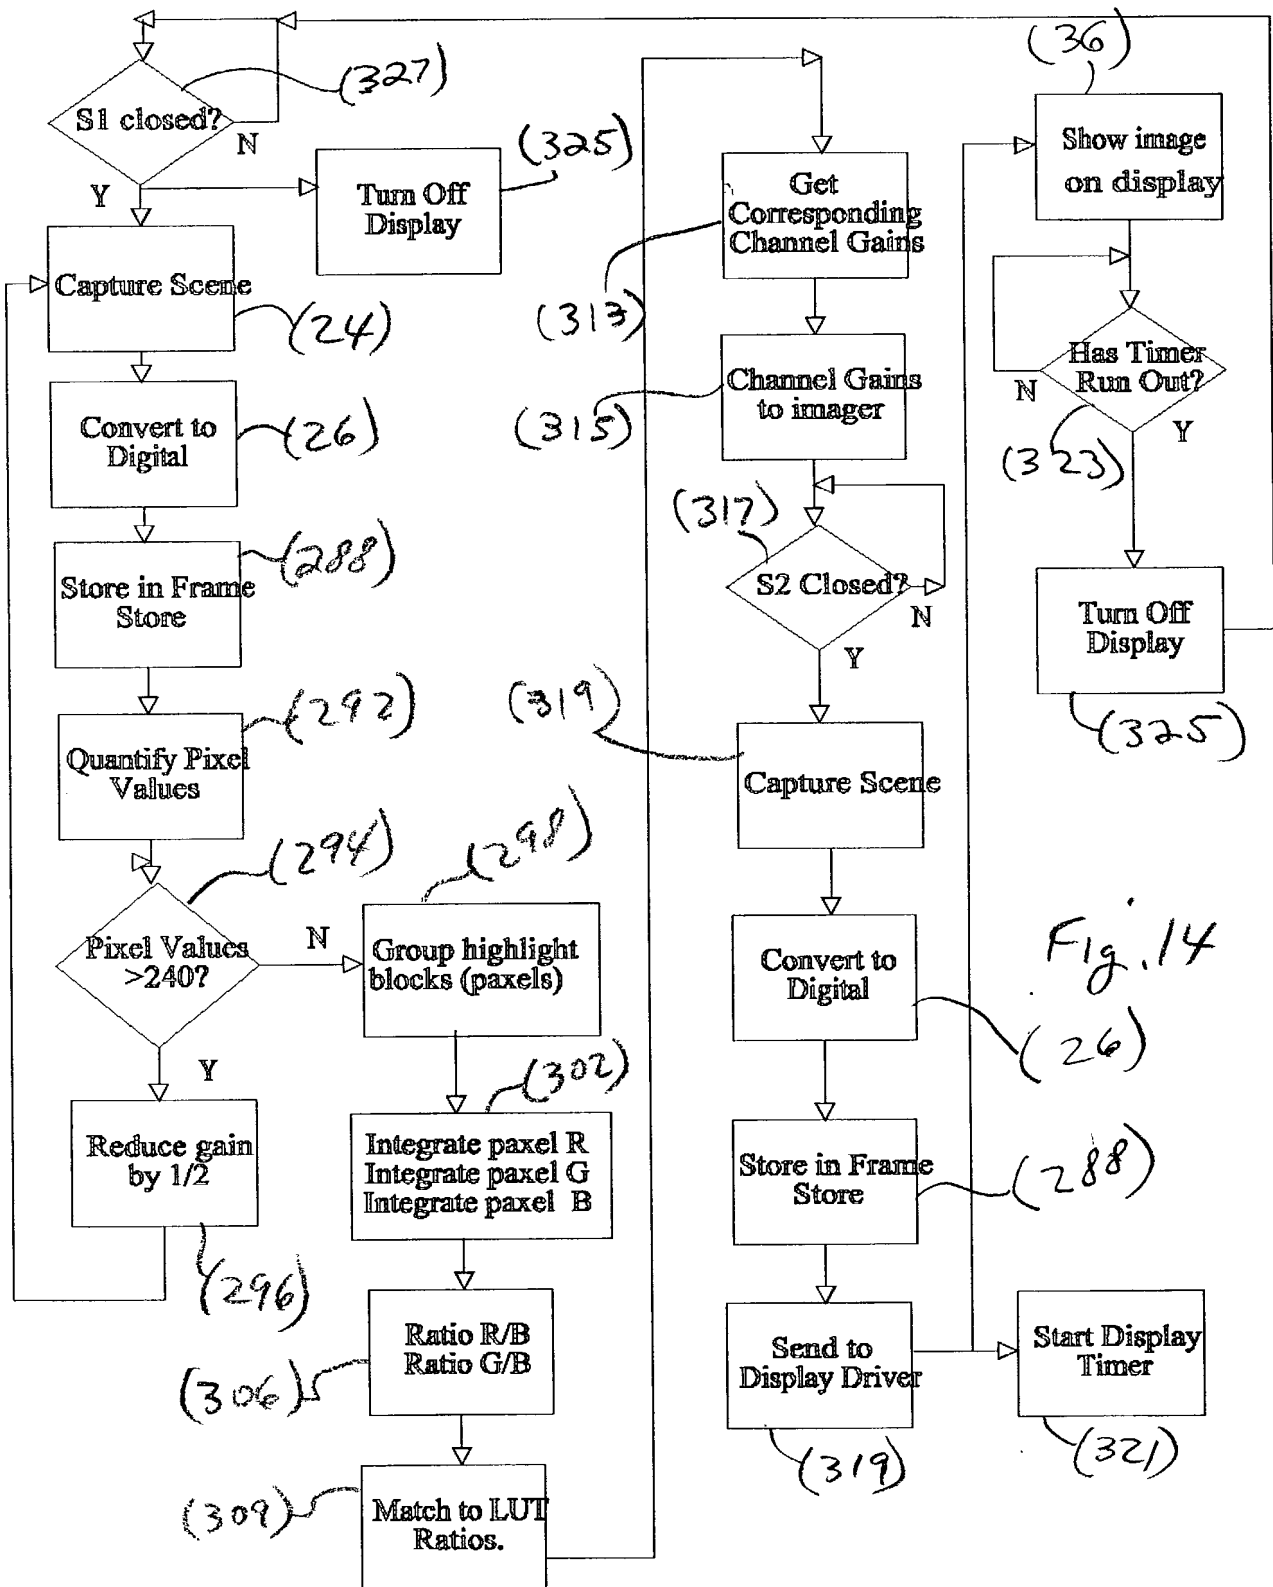 (327)
S1 closed?
N
Y
(325)
Turn Off
Display
Capture Scene
(24)
Convert to
Digital
(26)
Store in Frame
Store
(288)
Quantify Pixel
Values
(292)
(294)
Pixel Values
>240?
N
Y
Reduce gain
by 1/2
(296)
(298)
Group highlight
blocks (paxels)
(302)
Integrate paxel R
Integrate paxel G
Integrate paxel B
Ratio R/B
Ratio G/B
(306)
Match to LUT
Ratios.
(309)
Get
Corresponding
Channel Gains
(313)
Channel Gains
to imager
(315)
(317)
S2 Closed?
N
Y
(319)
Capture Scene
Convert to
Digital
(26)
Store in Frame
Store
(288)
Send to
Display Driver
(319)
Start Display
Timer
(321)
(36)
Show image
on display
Has Timer
Run Out?
N
Y
(323)
Turn Off
Display
(325)
Fig. 14